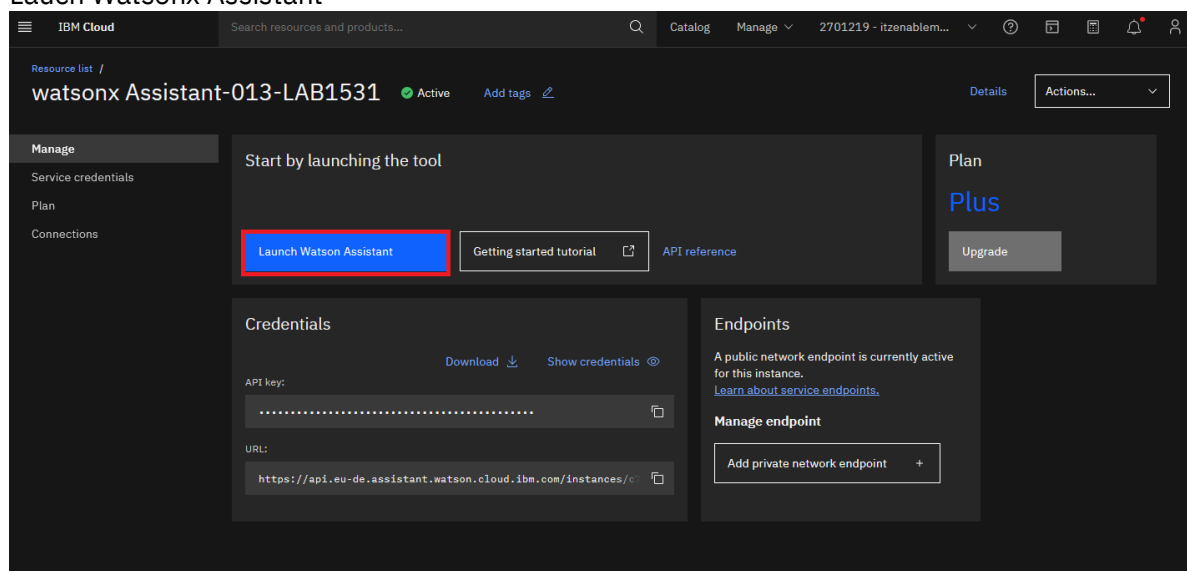 Lauch Watsonx Assistant
IBM Cloud
Search resources and products...
Catalog
Manage
2701219 - itzenablem...
Resource list /
watsonx Assistant-013-LAB1531
Active
Add tags
Details
Actions...
Manage
Service credentials
Plan
Connections
Start by launching the tool
Launch Watson Assistant
Getting started tutorial
API reference
Plan
Plus
Upgrade
Credentials
Download
Show credentials
API key:
............................................
URL:
https://api.eu-de.assistant.watson.cloud.ibm.com/instances/c
Endpoints
A public network endpoint is currently active
for this instance.
Learn about service endpoints.
Manage endpoint
Add private network endpoint +